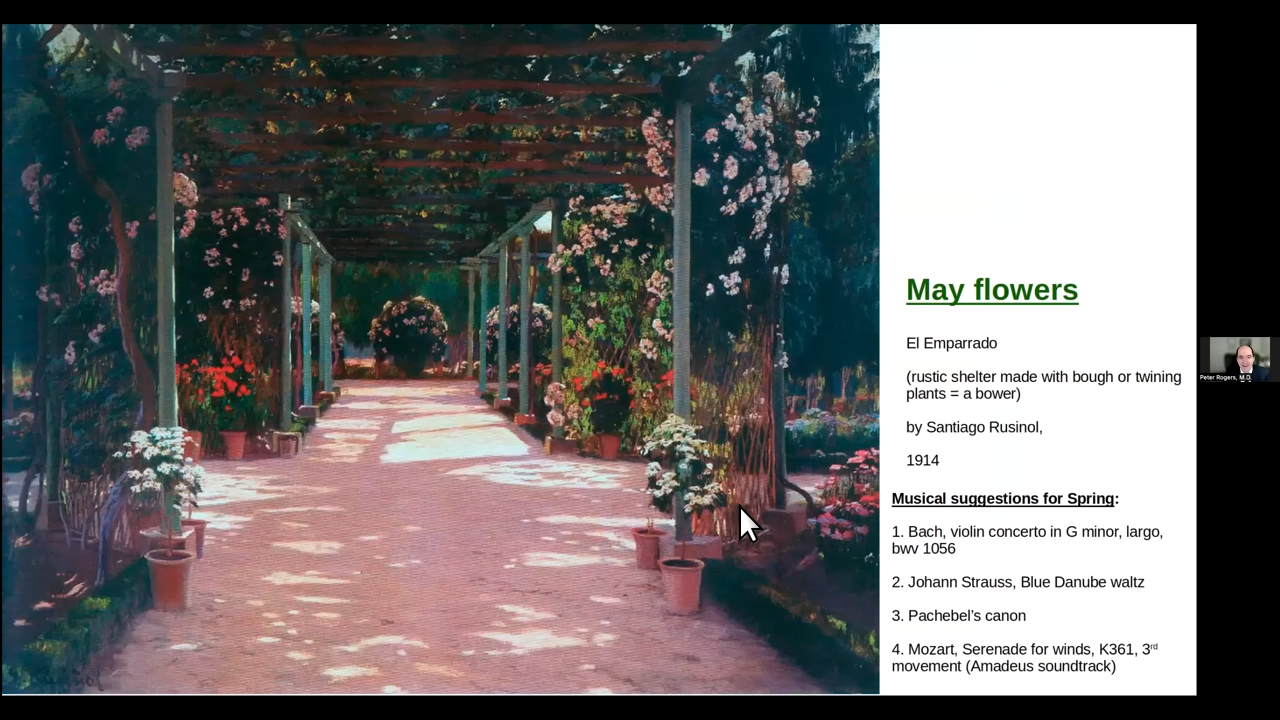 May flowers
El Emparrado
(rustic shelter made with bough or twining
plants = a bower)
by Santiago Rusinol,
1914
Musical suggestions for Spring:
1. Bach, violin concerto in G minor, largo,
bwv 1056
2. Johann Strauss, Blue Danube waltz
3. Pachebel's canon
4. Mozart, Serenade for winds, K361, 3rd
movement (Amadeus soundtrack)
Peter Rogers, M.D.